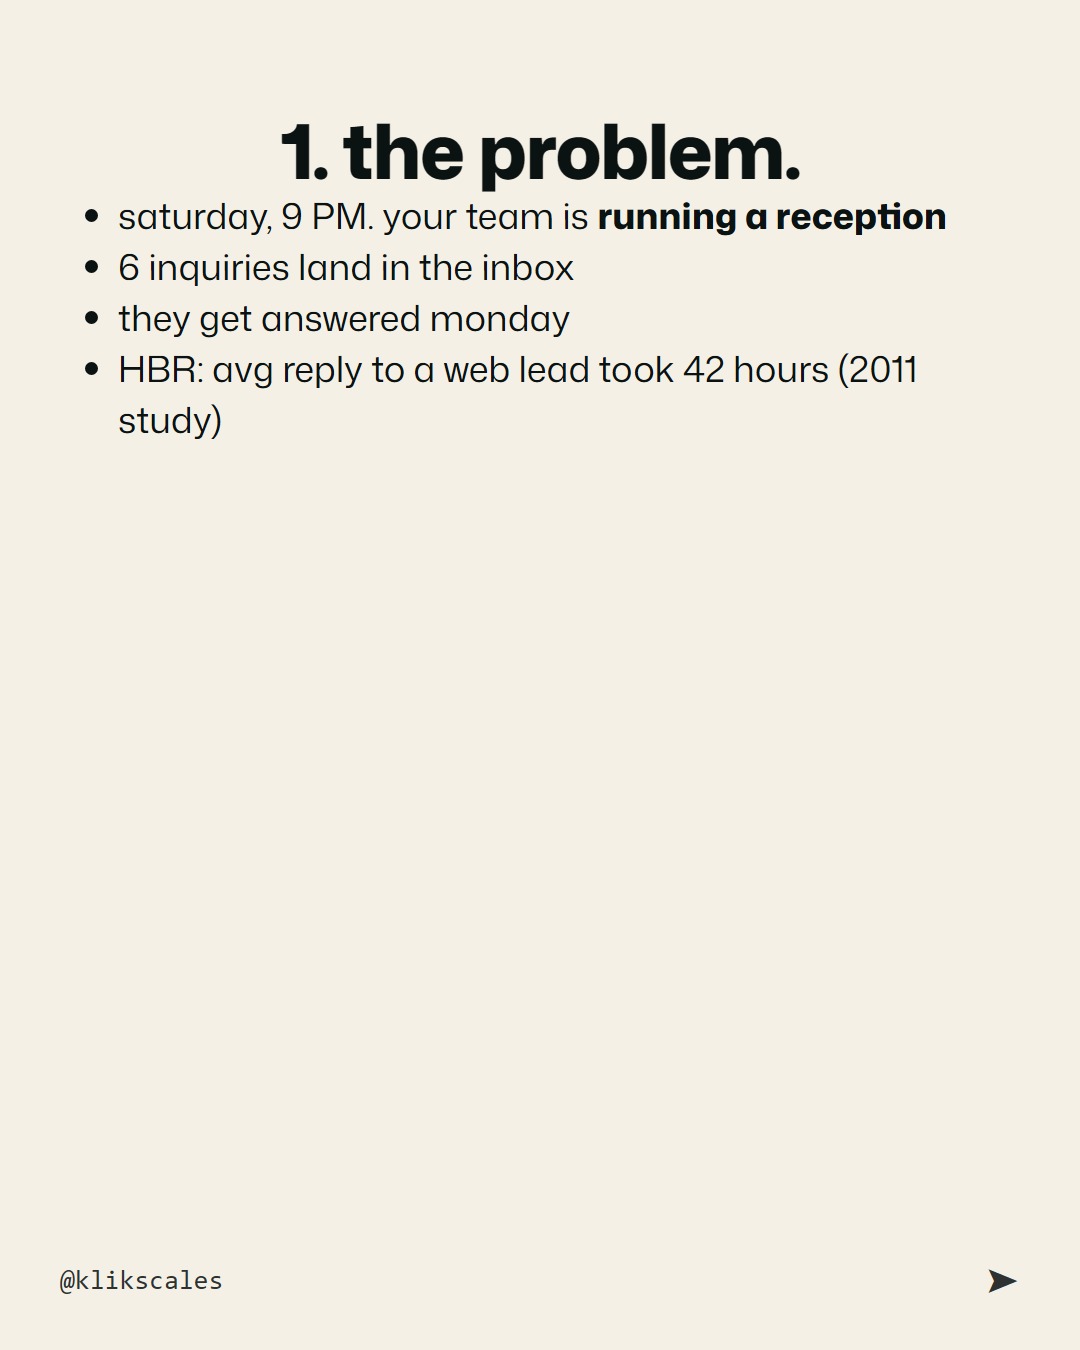 1. the problem.
saturday, 9 PM. your team is running a reception
6 inquiries land in the inbox
they get answered monday
HBR: avg reply to a web lead took 42 hours (2011
study)
@klikscales